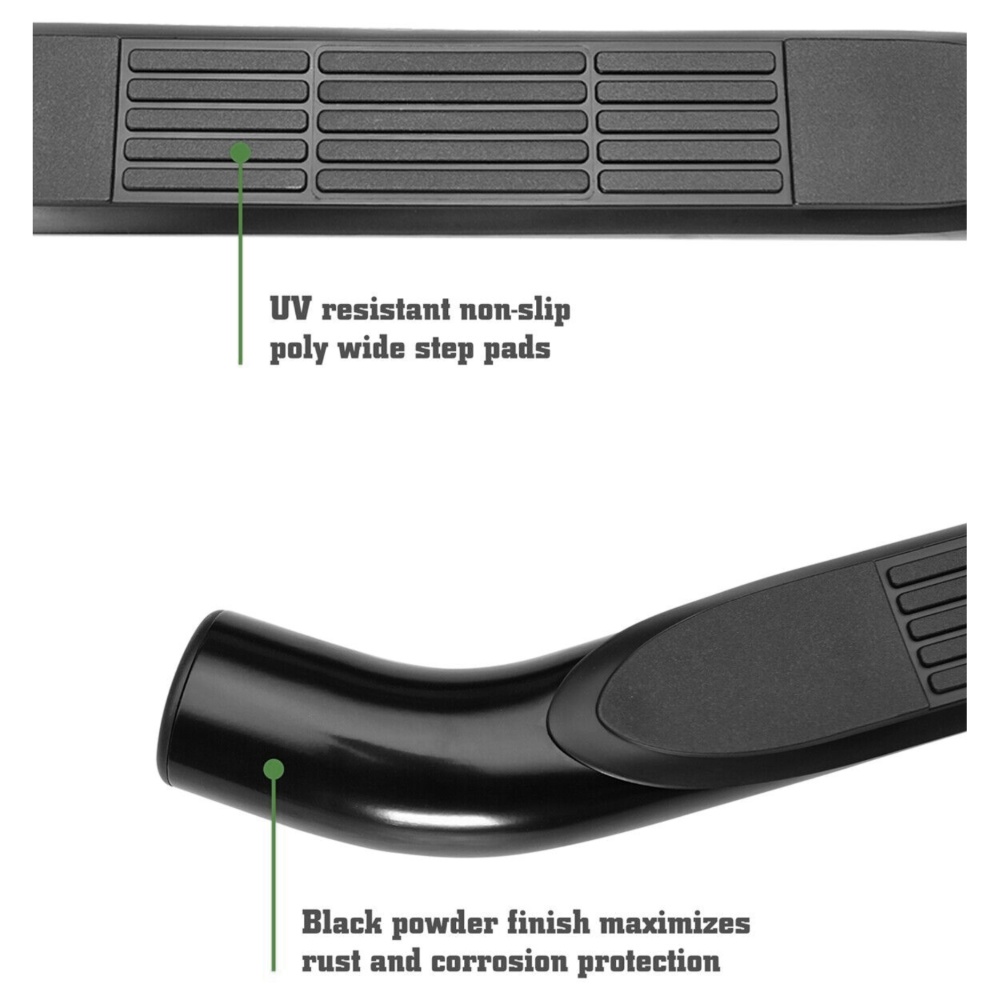 UV resistant non-slip
poly wide step pads
Black powder finish maximizes
rust and corrosion protection